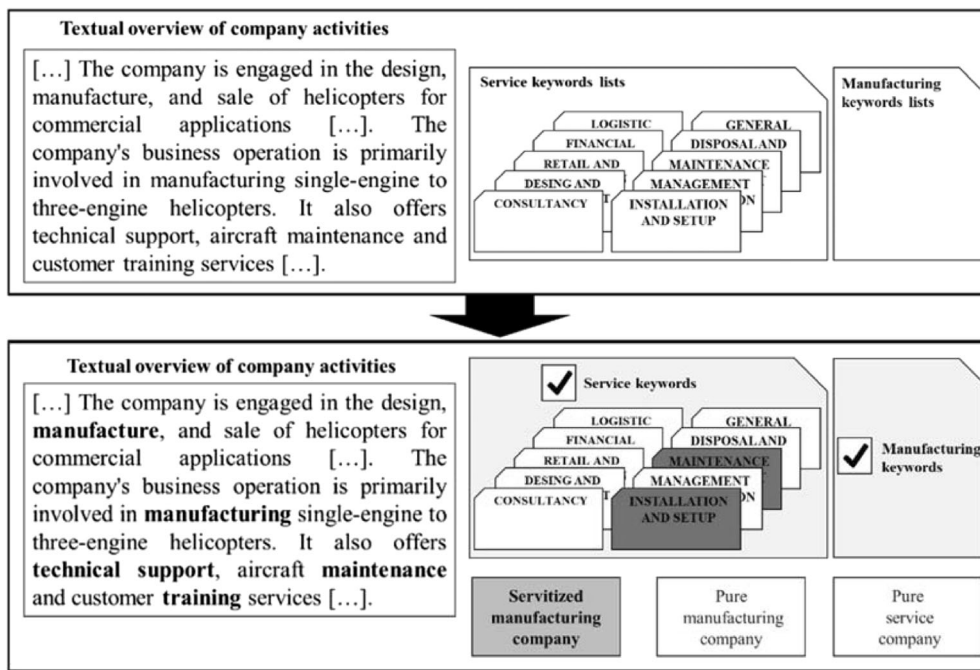 Textual overview of company activities
[…] The company is engaged in the design,
manufacture, and sale of helicopters for
commercial applications […]. The
company's business operation is primarily
involved in manufacturing single-engine to
three-engine helicopters. It also offers
technical support, aircraft maintenance and
customer training services […].
Service keywords lists
LOGISTIC
FINANCIAL
RETAIL AND
DESING AND
CONSULTANCY
GENERAL
DISPOSAL AND
MAINTENANCE
MANAGEMENT
INSTALLATION
AND SETUP
Manufacturing
keywords lists
Textual overview of company activities
[…] The company is engaged in the design,
manufacture, and sale of helicopters for
commercial applications […]. The
company's business operation is primarily
involved in manufacturing single-engine to
three-engine helicopters. It also offers
technical support, aircraft maintenance
and customer training services […].
Service keywords
LOGISTIC
FINANCIAL
RETAIL AND
DESING AND
CONSULTANCY
GENERAL
DISPOSAL AND
MAINTENANCE
MANAGEMENT
INSTALLATION
AND SETUP
Manufacturing
keywords
Servitized
manufacturing
company
Pure
manufacturing
company
Pure
service
company